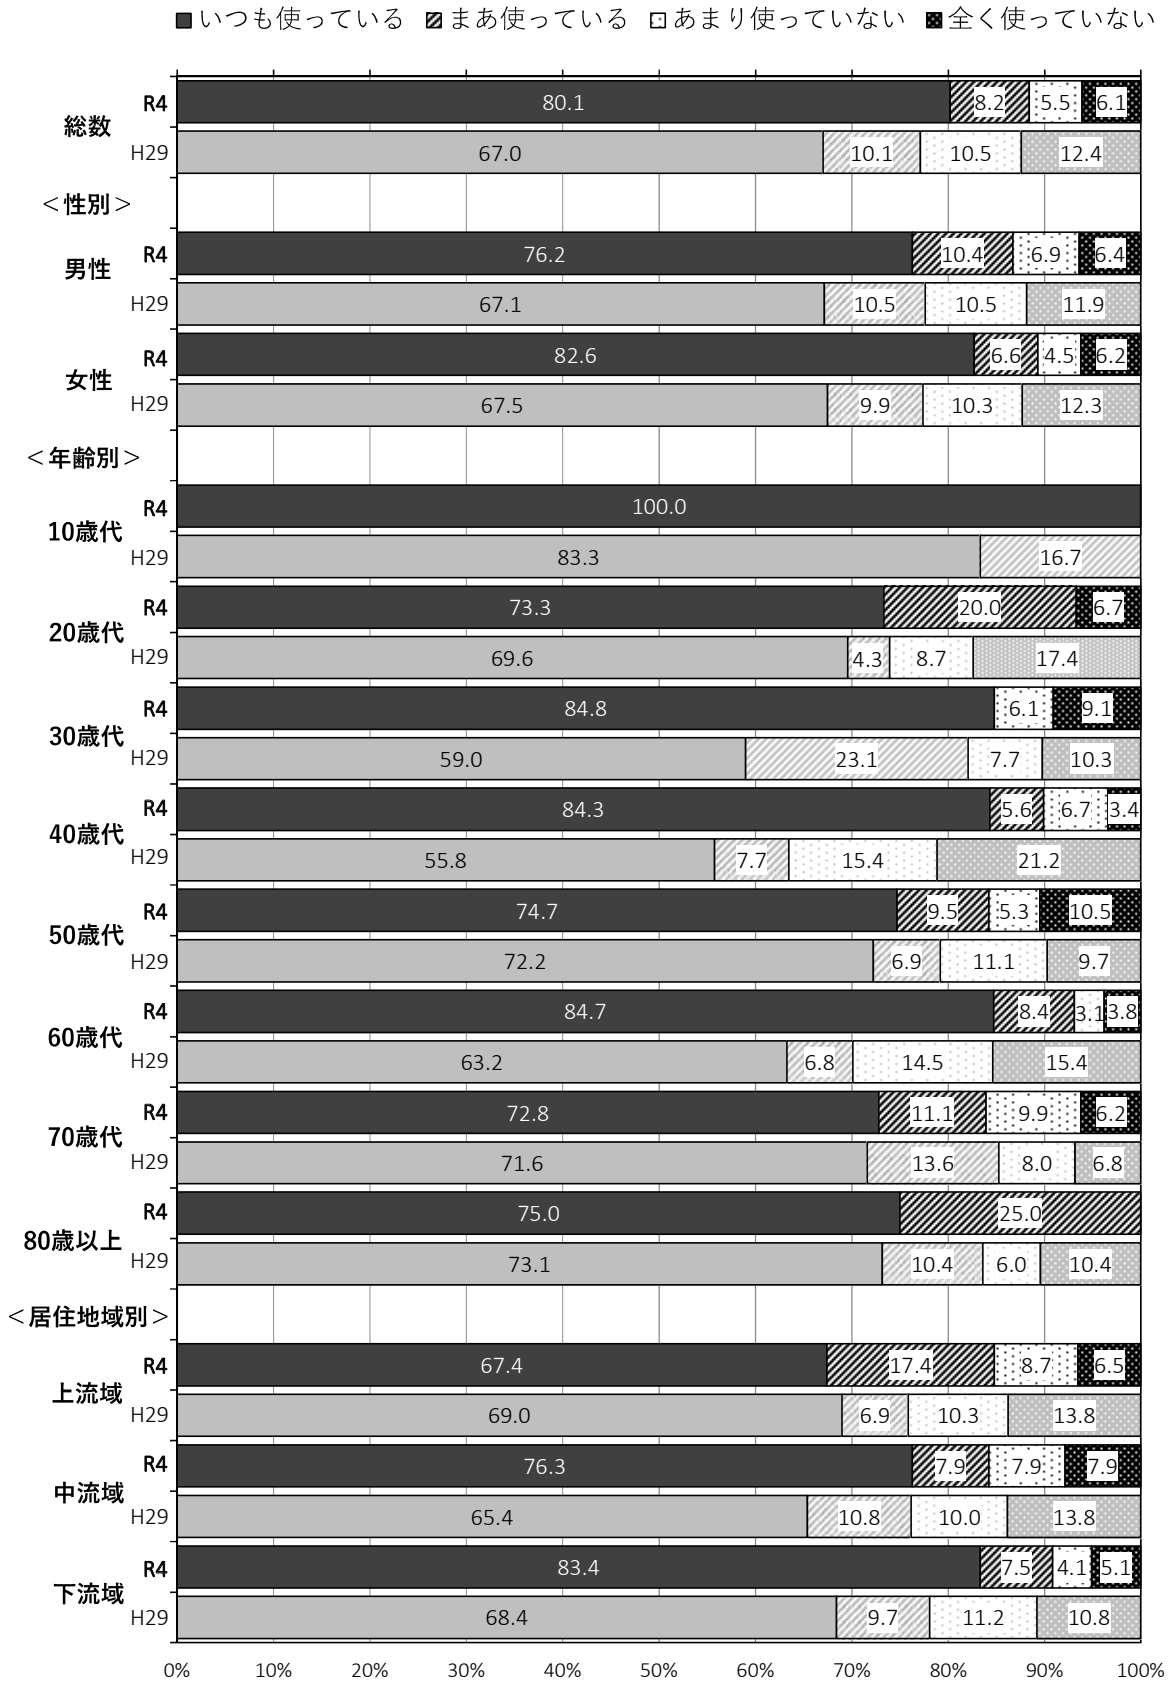 いつも使っている まあ使っている あまり使っていない 全く使っていない
総数
R4 80.1 8.2 5.5 6.1
H29 67.0 10.1 10.5 12.4
＜性別＞
男性
R4 76.2 10.4 6.9 6.4
H29 67.1 10.5 10.5 11.9
女性
R4 82.6 6.6 4.5 6.2
H29 67.5 9.9 10.3 12.3
＜年齢別＞
10歳代
R4 100.0
H29 83.3 16.7
20歳代
R4 73.3 20.0 6.7
H29 69.6 4.3 8.7 17.4
30歳代
R4 84.8 6.1 9.1
H29 59.0 23.1 7.7 10.3
40歳代
R4 84.3 5.6 6.7 3.4
H29 55.8 7.7 15.4 21.2
50歳代
R4 74.7 9.5 5.3 10.5
H29 72.2 6.9 11.1 9.7
60歳代
R4 84.7 8.4 3.1 3.8
H29 63.2 6.8 14.5 15.4
70歳代
R4 72.8 11.1 9.9 6.2
H29 71.6 13.6 8.0 6.8
80歳以上
R4 75.0 25.0
H29 73.1 10.4 6.0 10.4
＜居住地域別＞
上流域
R4 67.4 17.4 8.7 6.5
H29 69.0 6.9 10.3 13.8
中流域
R4 76.3 7.9 7.9 7.9
H29 65.4 10.8 10.0 13.8
下流域
R4 83.4 7.5 4.1 5.1
H29 68.4 9.7 11.2 10.8
0% 10% 20% 30% 40% 50% 60% 70% 80% 90% 100%